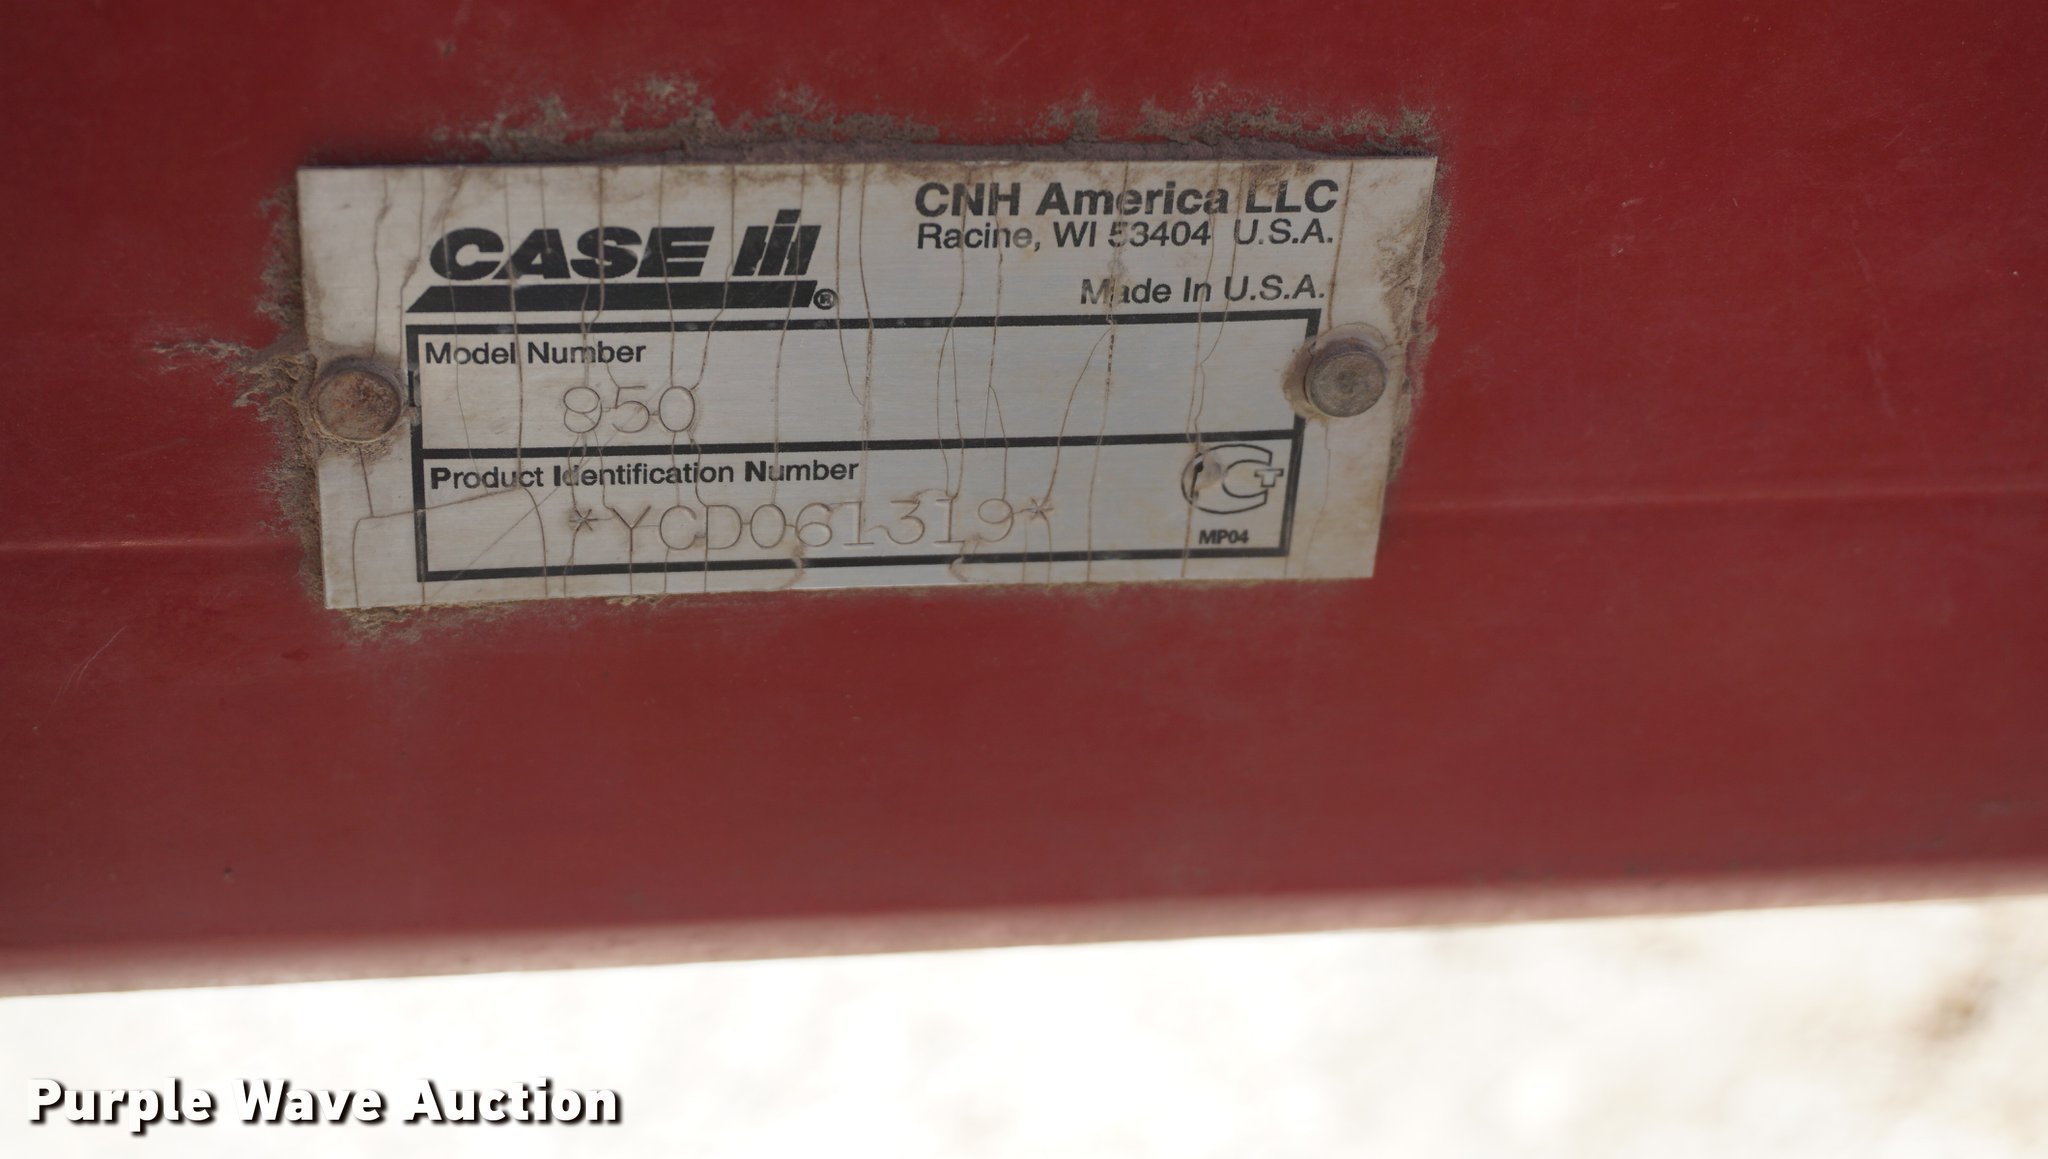 CASE IH®
CNH America LLC
Racine, WI 53404 U.S.A.
Made In U.S.A.
Model Number
850
Product Identification Number
*YCD061319*
MP04
Purple Wave Auction